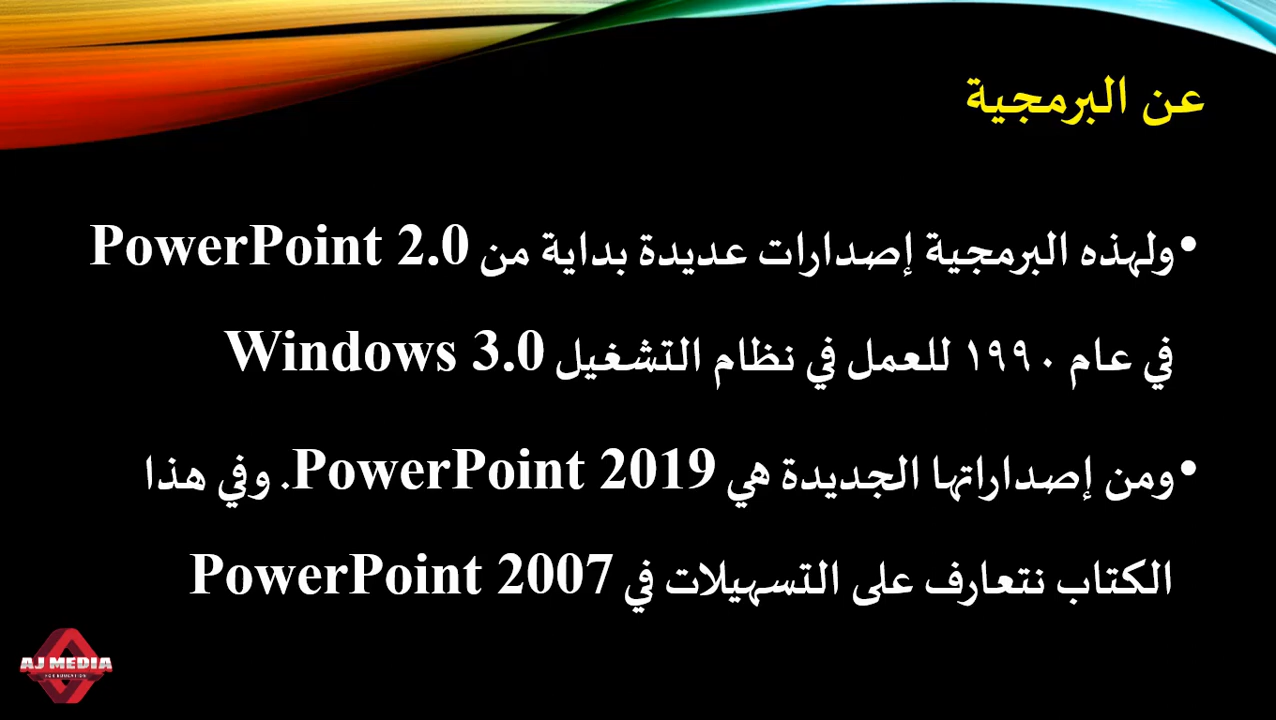 عن البرمجية
•ولهذه البرمجية إصدارات عديدة بداية من PowerPoint 2.0
في عام ١٩٩٠ للعمل في نظام التشغيل Windows 3.0
•ومن إصداراتها الجديدة هي PowerPoint 2019. وفي هذا
الكتاب نتعارف على التسهيلات في PowerPoint 2007
AJ MEDIA
FOR EDUCATION